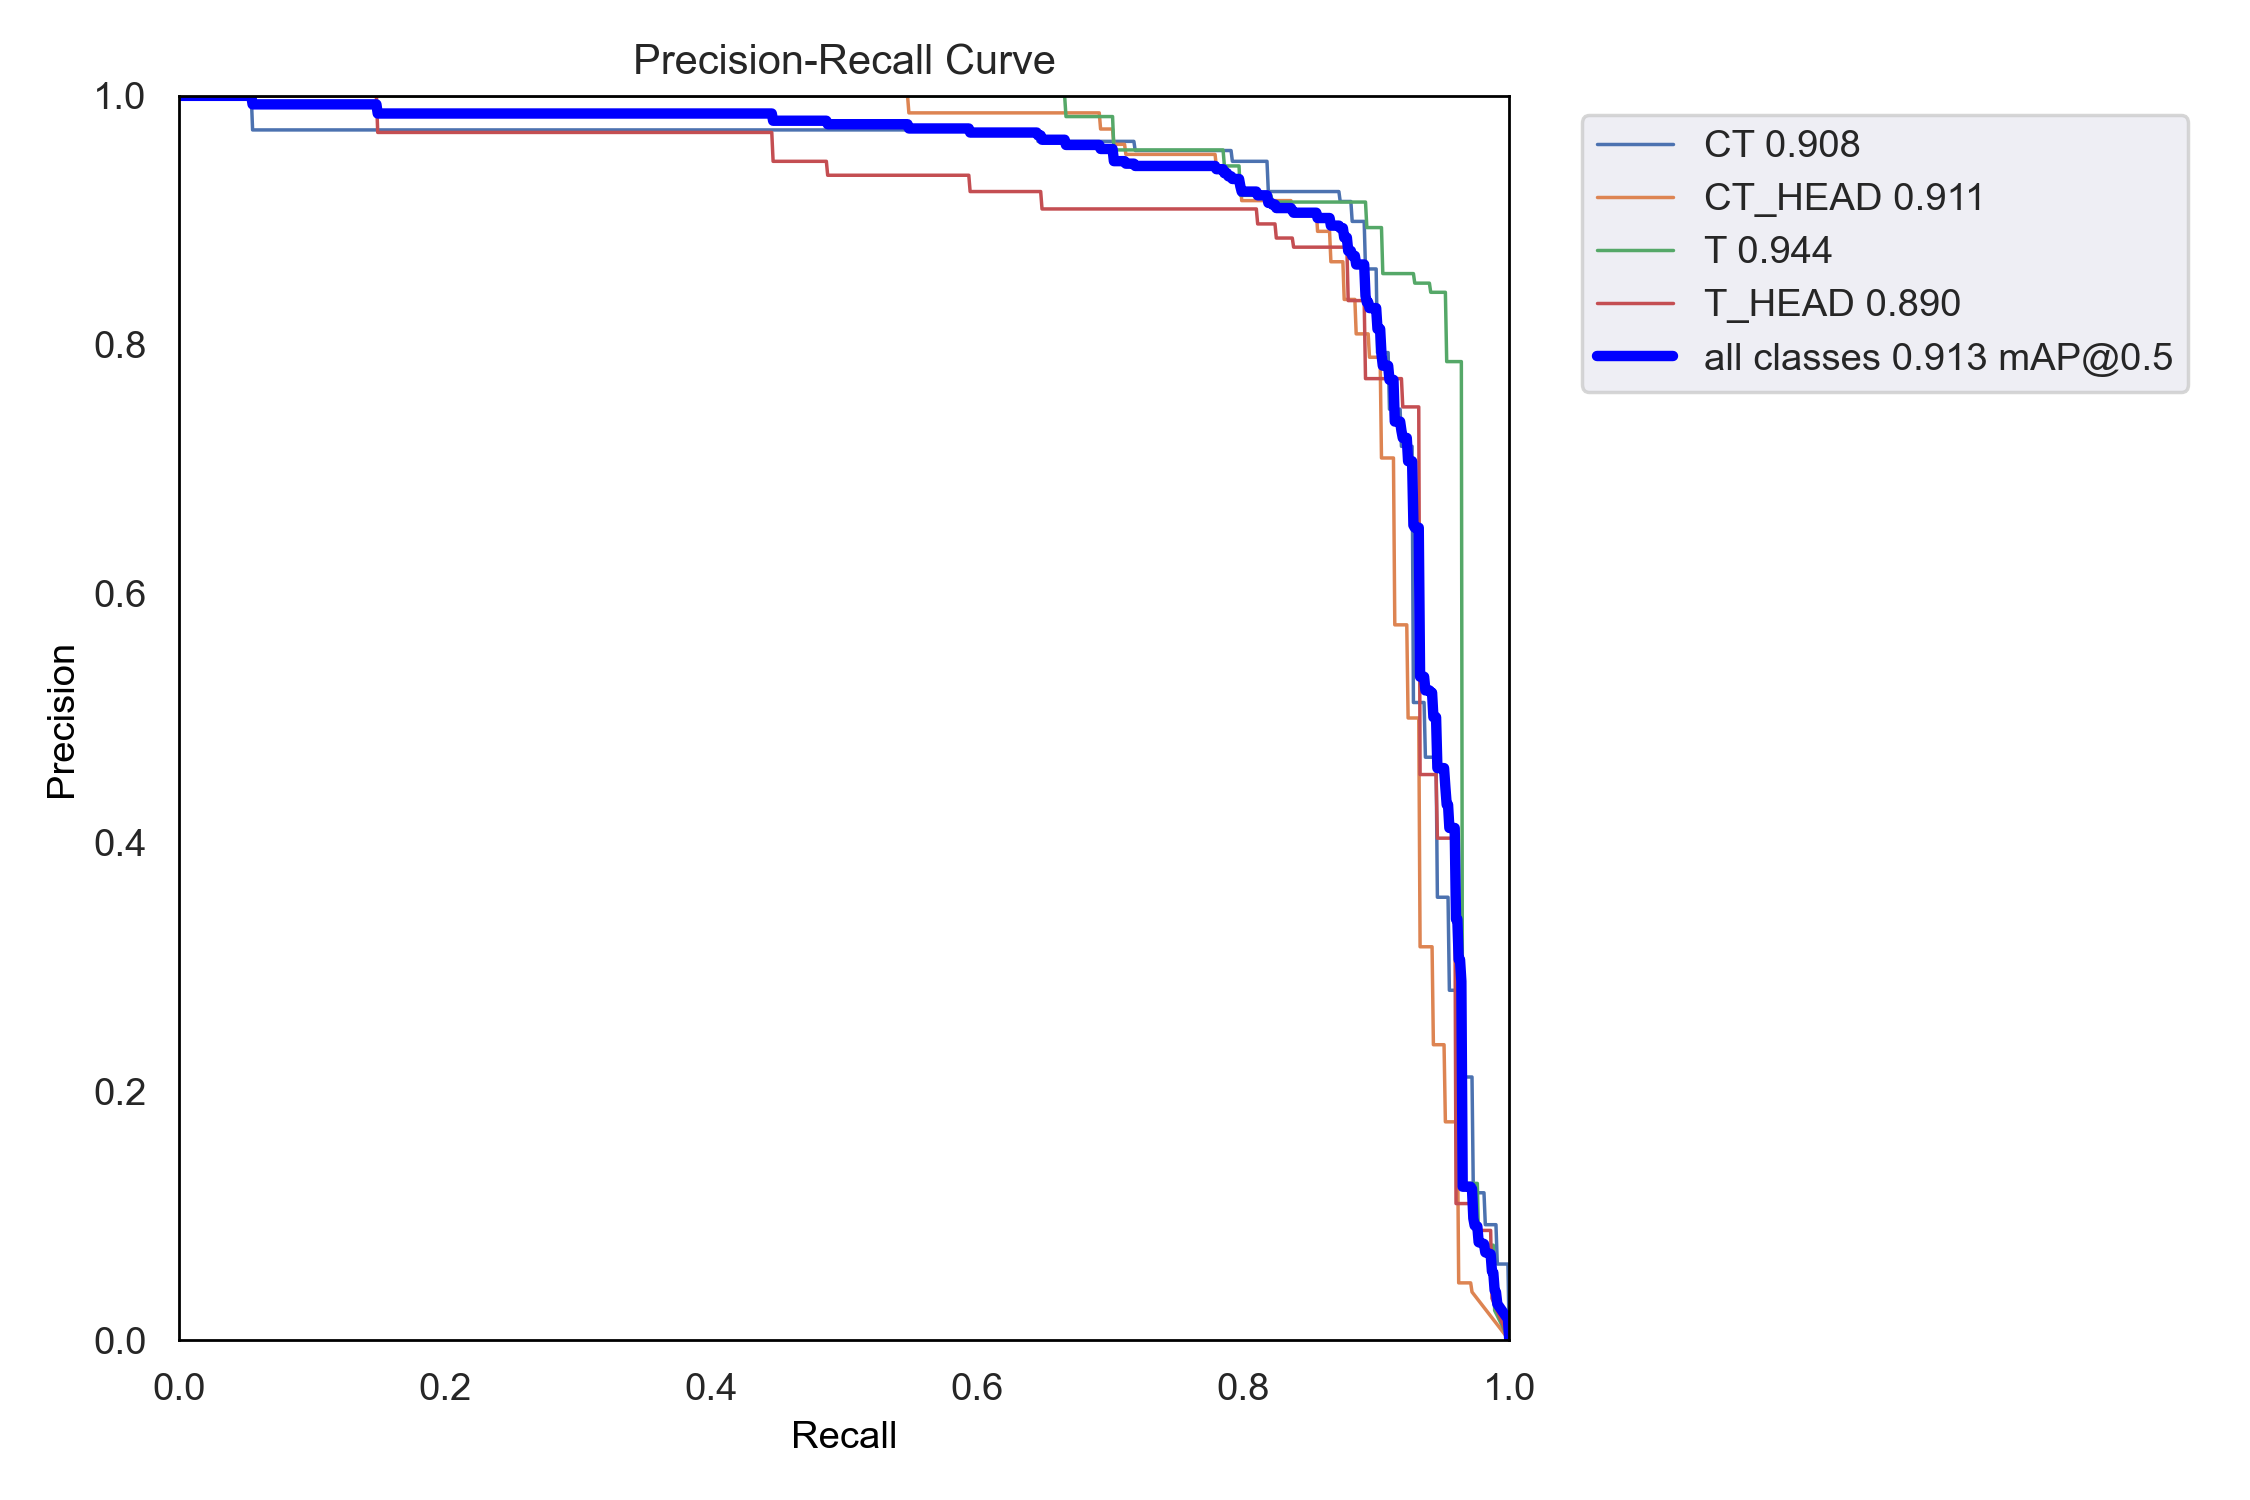 Precision-Recall Curve
1.0
0.8
0.6
0.4
0.2
0.0
Precision
0.0 0.2 0.4 0.6 0.8 1.0
Recall
CT 0.908
CT_HEAD 0.911
T 0.944
T_HEAD 0.890
all classes 0.913 mAP@0.5